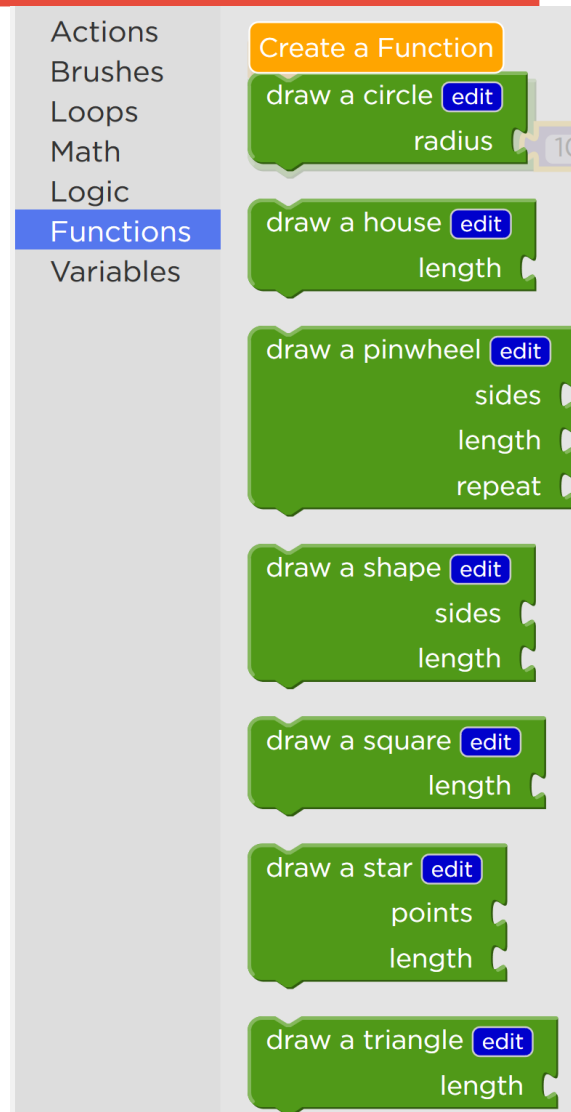 Actions
Brushes
Loops
Math
Logic
Functions
Variables
Create a Function
draw a circle edit
radius
draw a house edit
length
draw a pinwheel edit
sides
length
repeat
draw a shape edit
sides
length
draw a square edit
length
draw a star edit
points
length
draw a triangle edit
length